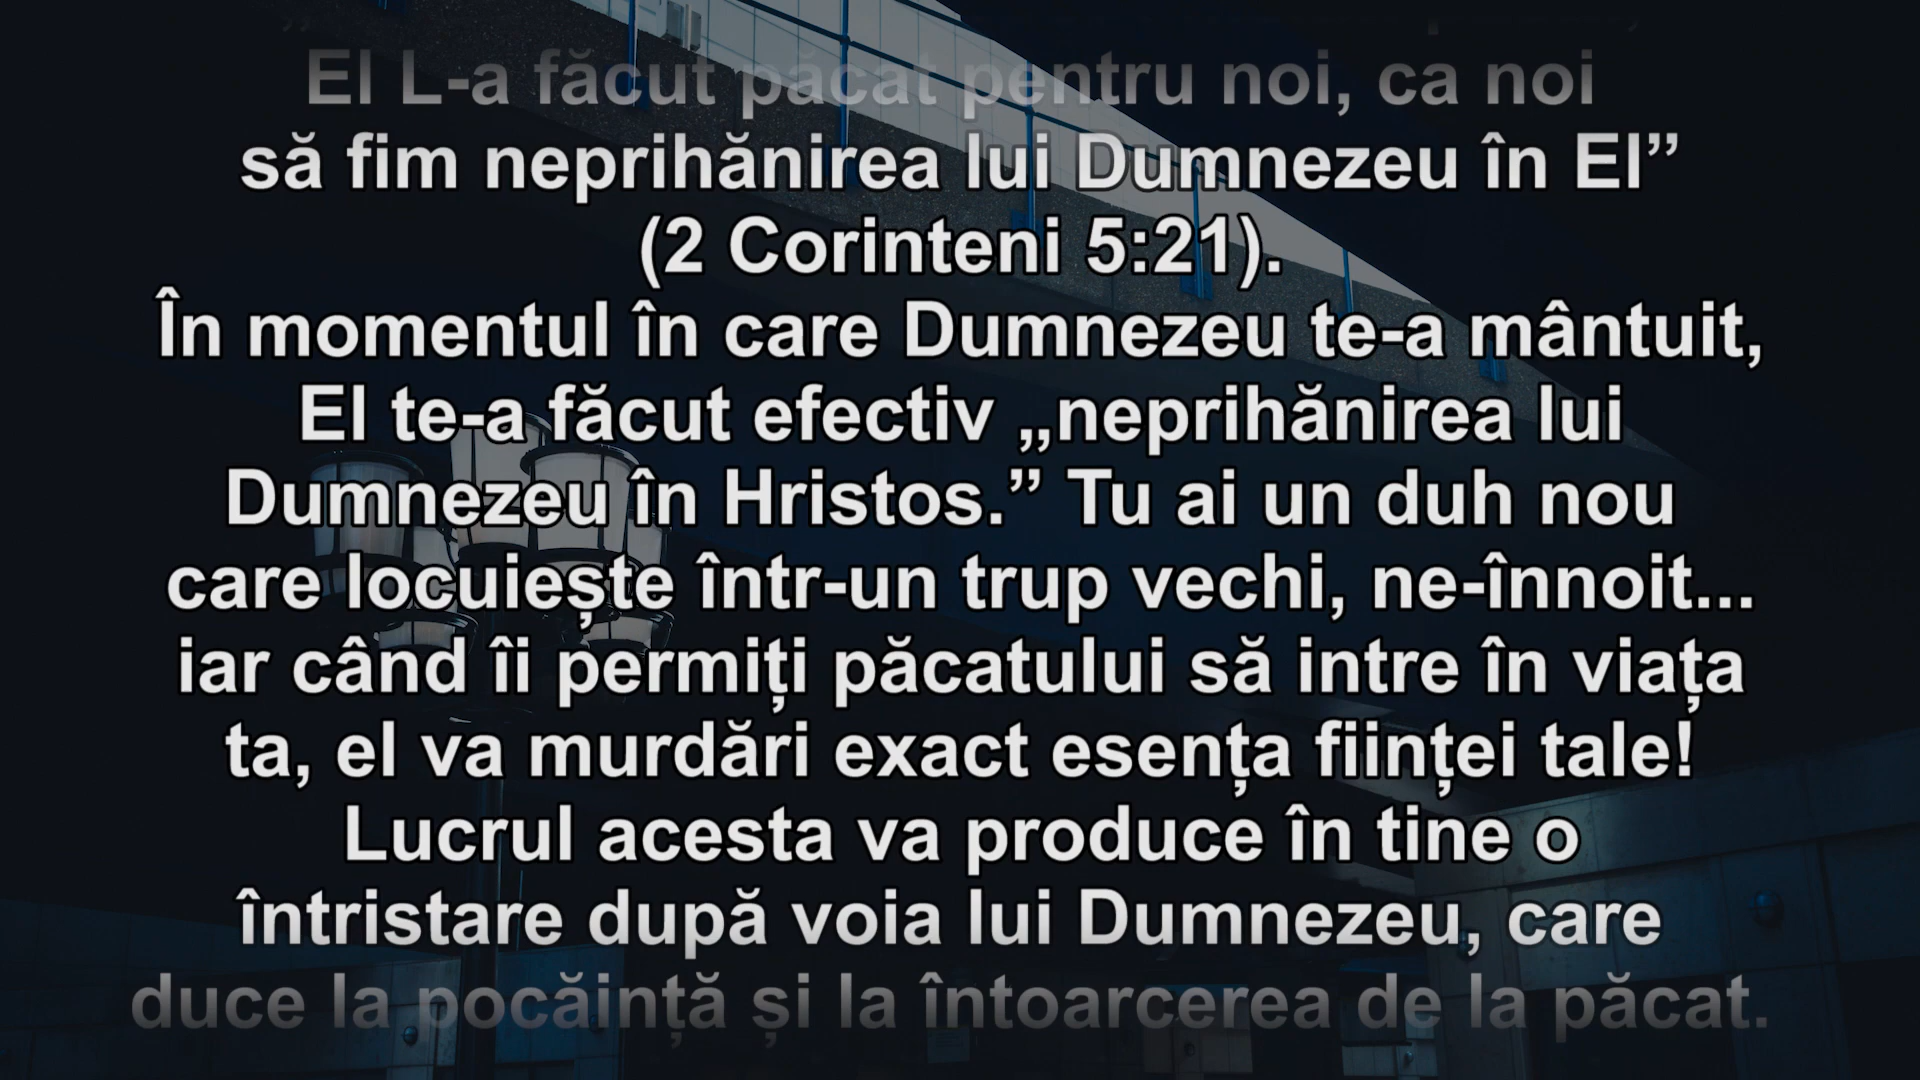 El L-a făcut păcat pentru noi, ca noi
să fim neprihănirea lui Dumnezeu în El”
(2 Corinteni 5:21).
În momentul în care Dumnezeu te-a mântuit,
El te-a făcut efectiv „neprihănirea lui
Dumnezeu în Hristos.” Tu ai un duh nou
care locuiește într-un trup vechi, ne-înnoit...
iar când îi permiți păcatului să intre în viața
ta, el va murdări exact esența ființei tale!
Lucrul acesta va produce în tine o
întristare după voia lui Dumnezeu, care
duce la pocăință și la întoarcerea de la păcat.